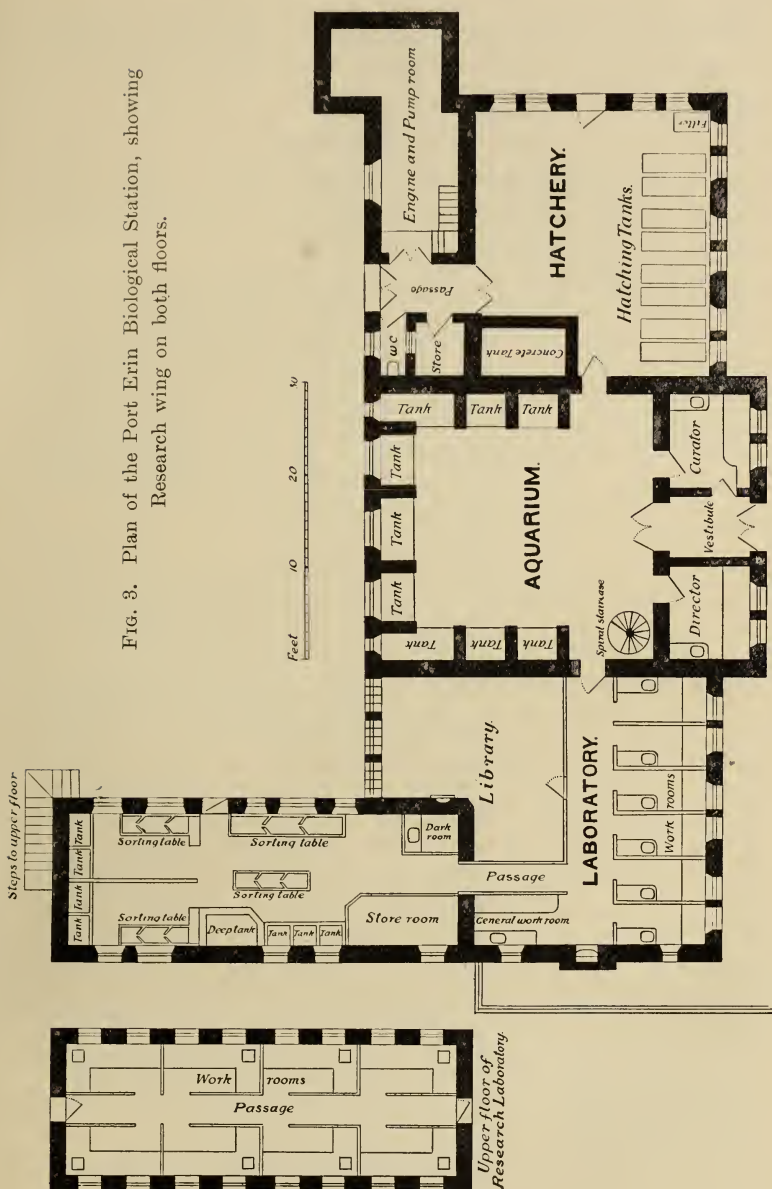 FIG. 3. Plan of the Port Erin Biological Station, showing
Research wing on both floors.
Feet
10
20
30
Steps to upper floor
Tank
Tank
Tank
Tank
Sorting table
Sorting table
Sorting table
Sorting table
Deep tank
Tank
Tank
Tank
Store room
Dark
room
Passage
Library.
General work room
LABORATORY.
Work rooms
Tank
Tank
Tank
Tank
Tank
Tank
Tank
Tank
Tank
AQUARIUM.
Spiral staircase
Director
Vestibule
Curator
WC
Store
Passage
Engine and Pump room
Concrete Tank
HATCHERY.
Hatching Tanks.
Filter
Work rooms
Passage
Upper floor of
Research Laboratory.